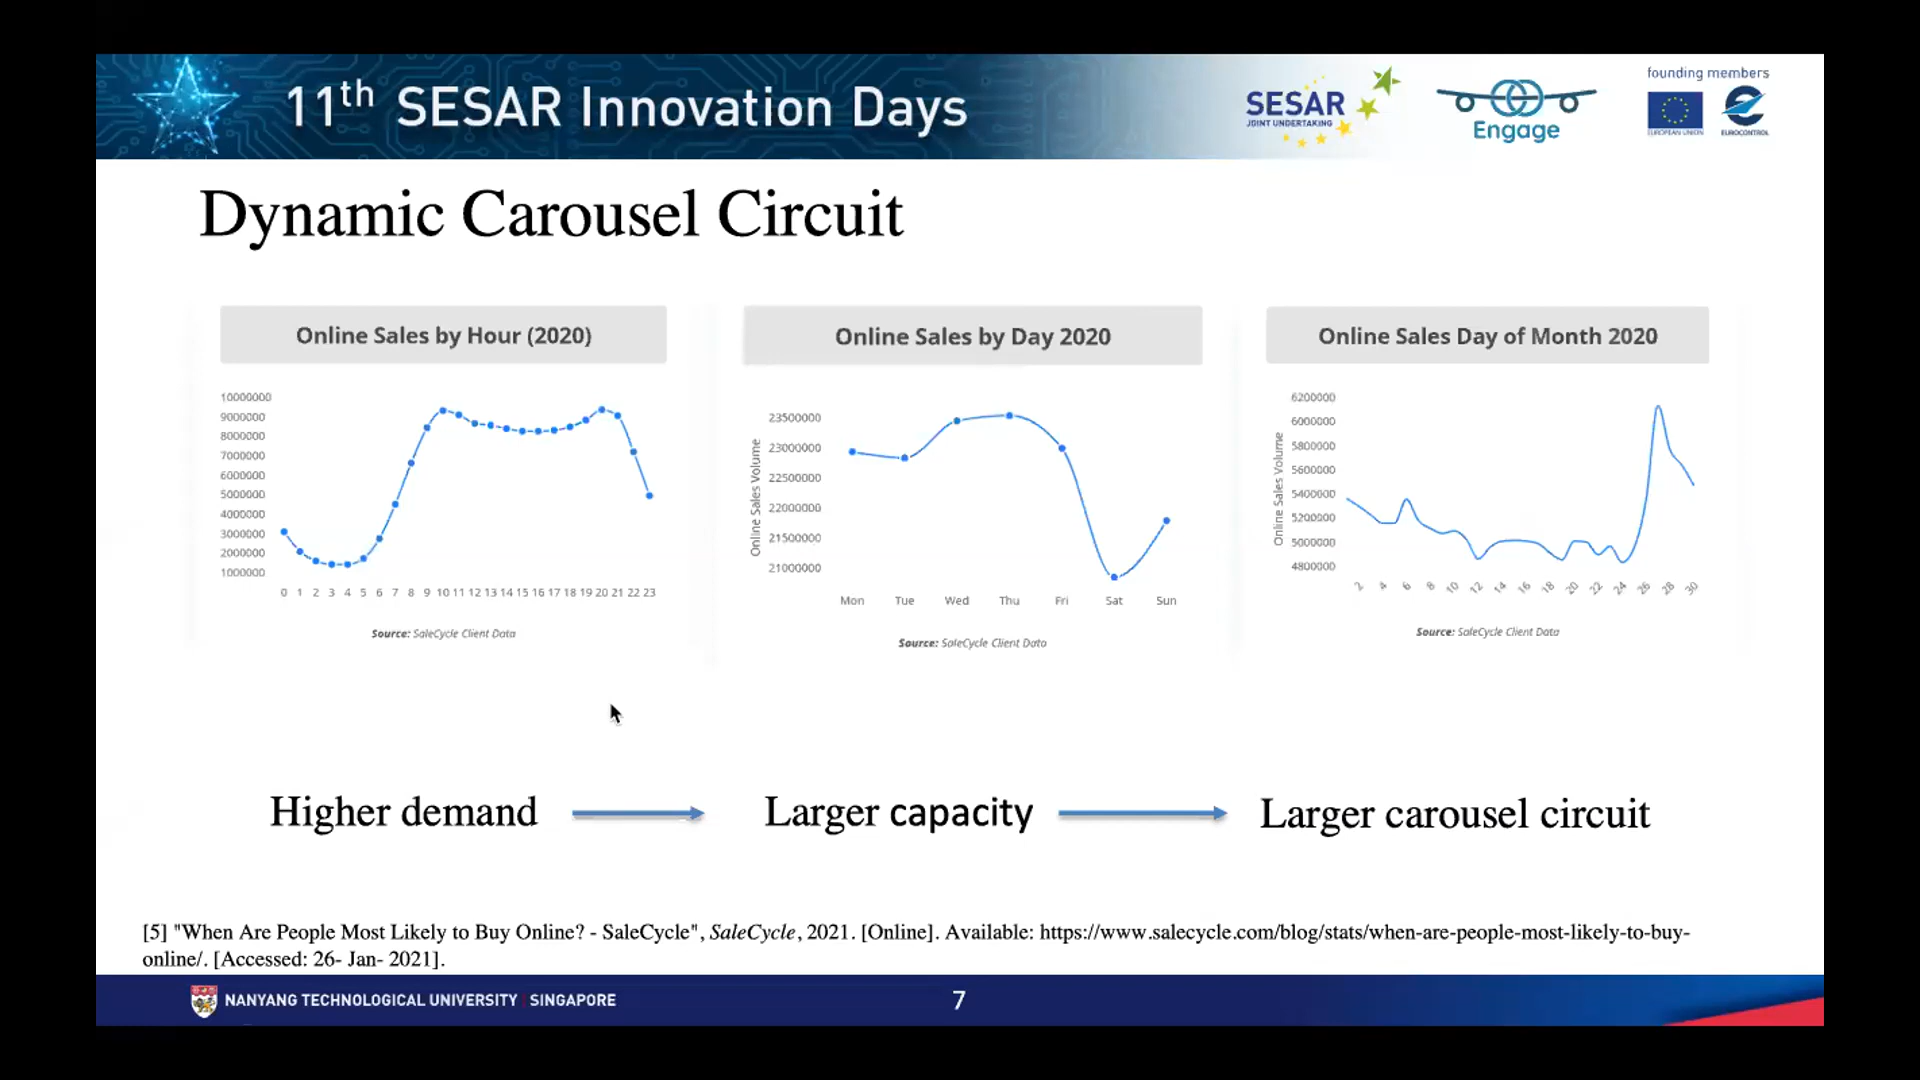 11th SESAR Innovation Days
SESAR
JOINT UNDERTAKING
Engage
founding members
EUROPEAN UNION
EUROCONTROL
Dynamic Carousel Circuit
Online Sales by Hour (2020)
10000000
9000000
8000000
7000000
6000000
5000000
4000000
3000000
2000000
1000000
0 1 2 3 4 5 6 7 8 9 10 11 12 13 14 15 16 17 18 19 20 21 22 23
Source: SaleCycle Client Data
Online Sales by Day 2020
Online Sales Volume
23500000
23000000
22500000
22000000
21500000
21000000
Mon Tue Wed Thu Fri Sat Sun
Source: SaleCycle Client Data
Online Sales Day of Month 2020
Online Sales Volume
6200000
6000000
5800000
5600000
5400000
5200000
5000000
4800000
2 4 6 8 10 12 14 16 18 20 22 24 26 28 30
Source: SaleCycle Client Data
Higher demand
Larger capacity
Larger carousel circuit
[5] "When Are People Most Likely to Buy Online? - SaleCycle", SaleCycle, 2021. [Online]. Available: https://www.salecycle.com/blog/stats/when-are-people-most-likely-to-buy-
online/. [Accessed: 26- Jan- 2021].
NANYANG TECHNOLOGICAL UNIVERSITY SINGAPORE
7